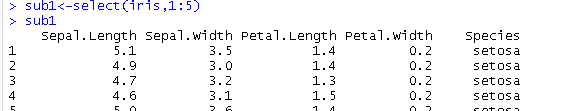 > sub1<-select(iris,1:5)
> sub1
Sepal.Length Sepal.Width Petal.Length Petal.Width Species
1 5.1 3.5 1.4 0.2 setosa
2 4.9 3.0 1.4 0.2 setosa
3 4.7 3.2 1.3 0.2 setosa
4 4.6 3.1 1.5 0.2 setosa